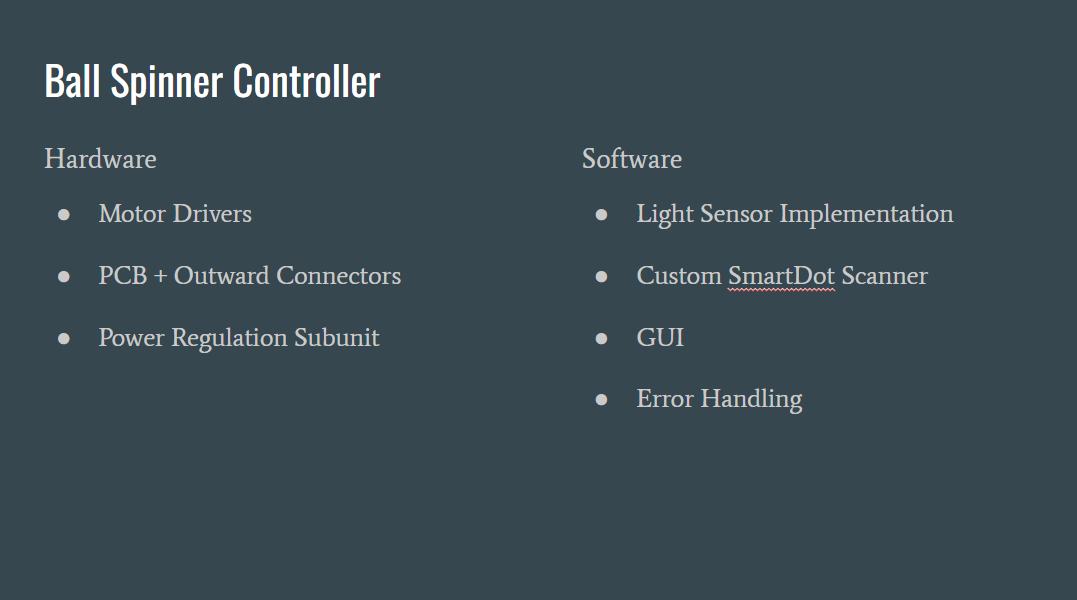 Ball Spinner Controller
Hardware
● Motor Drivers
● PCB + Outward Connectors
● Power Regulation Subunit
Software
● Light Sensor Implementation
● Custom SmartDot Scanner
● GUI
● Error Handling